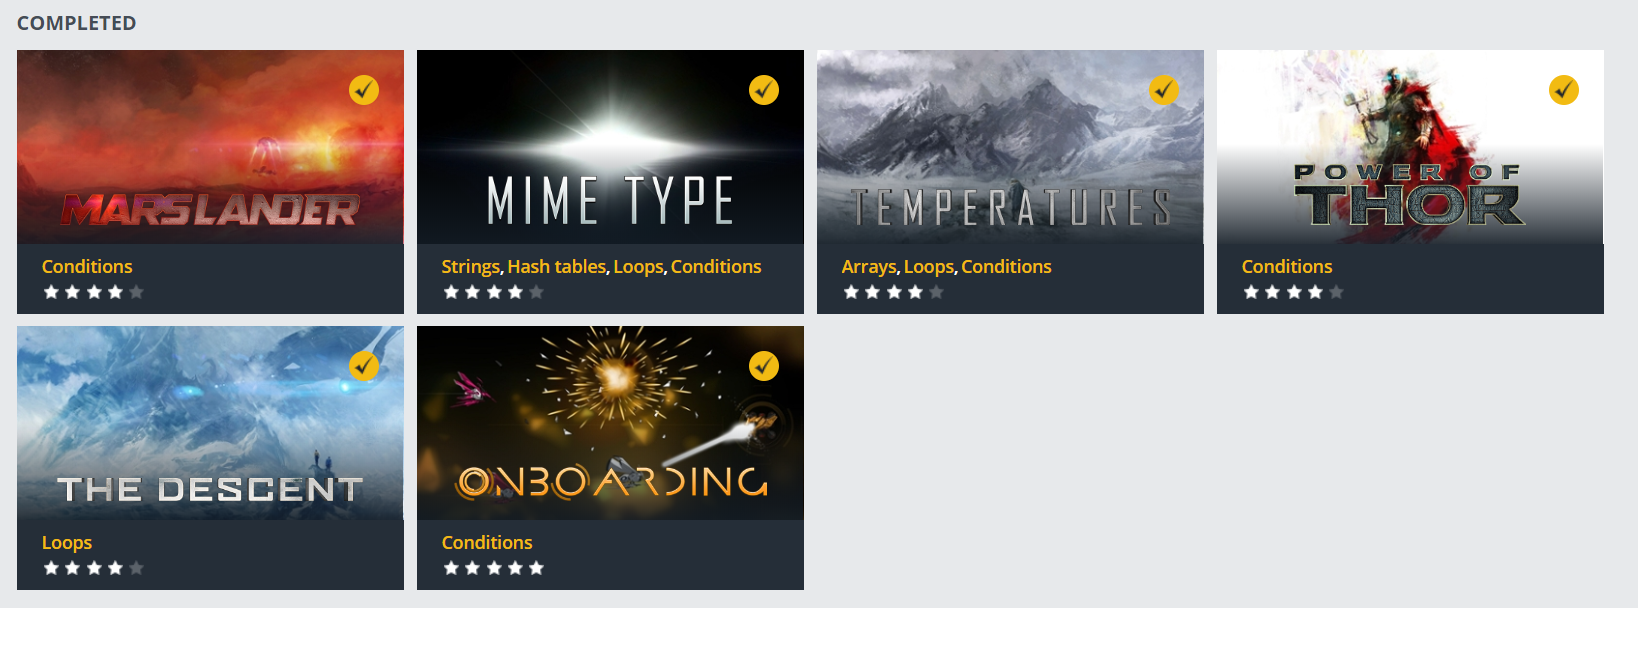 COMPLETED
MARS LANDER
MIME TYPE
TEMPERATURES
POWER OF
THOR
Conditions
Strings, Hash tables, Loops, Conditions
Arrays, Loops, Conditions
Conditions
THE DESCENT
ONBOARDING
Loops
Conditions